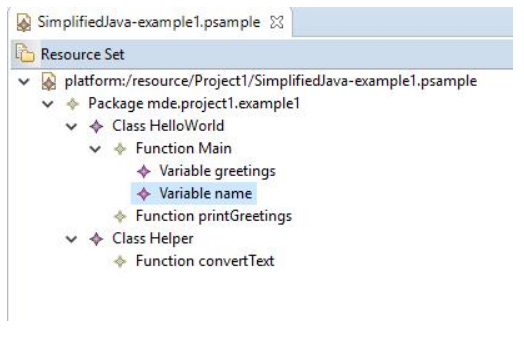 SimplifiedJava-example1.psample
Resource Set
platform:/resource/Project1/SimplifiedJava-example1.psample
Package mde.project1.example1
Class HelloWorld
Function Main
Variable greetings
Variable name
Function printGreetings
Class Helper
Function convertText